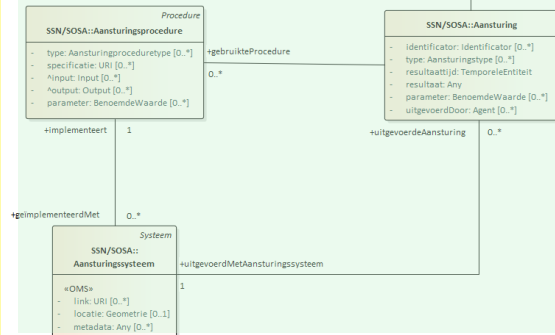 Procedure
SSN/SOSA::Aansturingsprocedure
- type: Aansturingproceduretype [0..*]
- specificatie: URI [0..*]
- ^input: Input [0..*]
- ^output: Output [0..*]
- parameter: BenoemdeWaarde [0..*]
+gebruikteProcedure
0..*
SSN/SOSA::Aansturing
- identificator: Identificator [0..*]
- type: Aansturingstype [0..*]
- resultaattijd: TemporeleEntiteit
- resultaat: Any
- parameter: BenoemdeWaarde [0..*]
- uitgevoerdDoor: Agent [0..*]
+implementeert
1
+uitgevoerdeAansturing
0..*
+geïmplementeerdMet
0..*
Systeem
SSN/SOSA::
Aansturingssysteem
«OMS»
- link: URI [0..*]
- locatie: Geometrie [0..1]
- metadata: Any [0..*]
+uitgevoerdMetAansturingssysteem
1